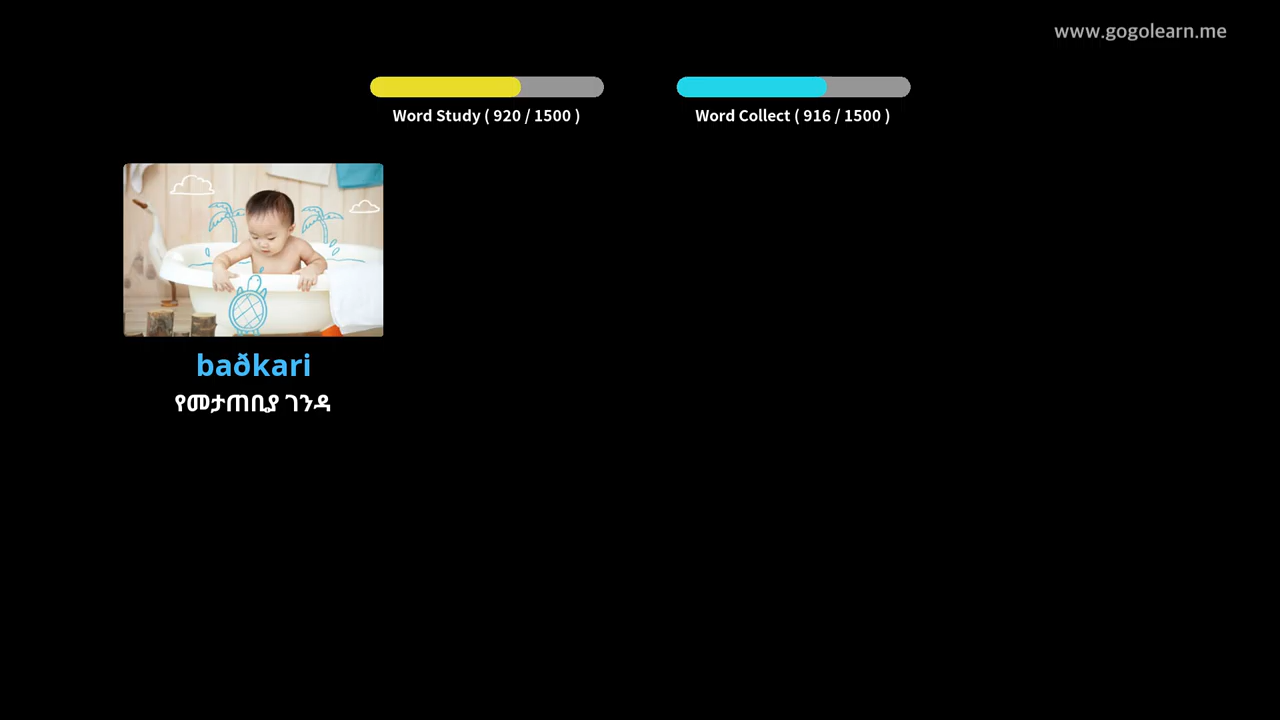 www.gogolearn.me
Word Study ( 920 / 1500 )
Word Collect ( 916 / 1500 )
baðkari
የመታጠቢያ ገንዳ